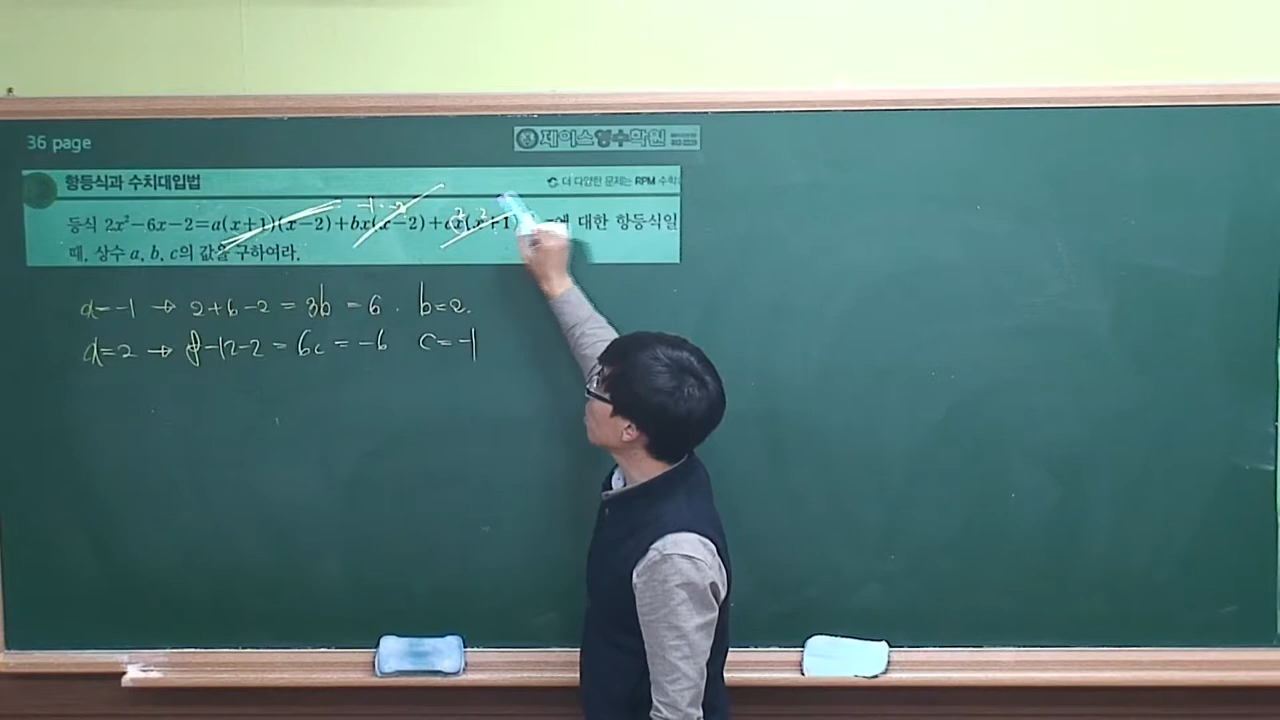 36 page
제이스영수학원
항등식과 수치대입법
더 다양한 문제는 RPM 수학
등식 2x²-6x-2=a(x+1)(x-2)+bx(x-2)+cx(x+1) x에 대한 항등식일
때, 상수 a, b, c의 값을 구하여라.
x=-1 → 2+6-2 = 3b = 6. b=2.
x=2 → 8-12-2 = 6c = -6 c=-1